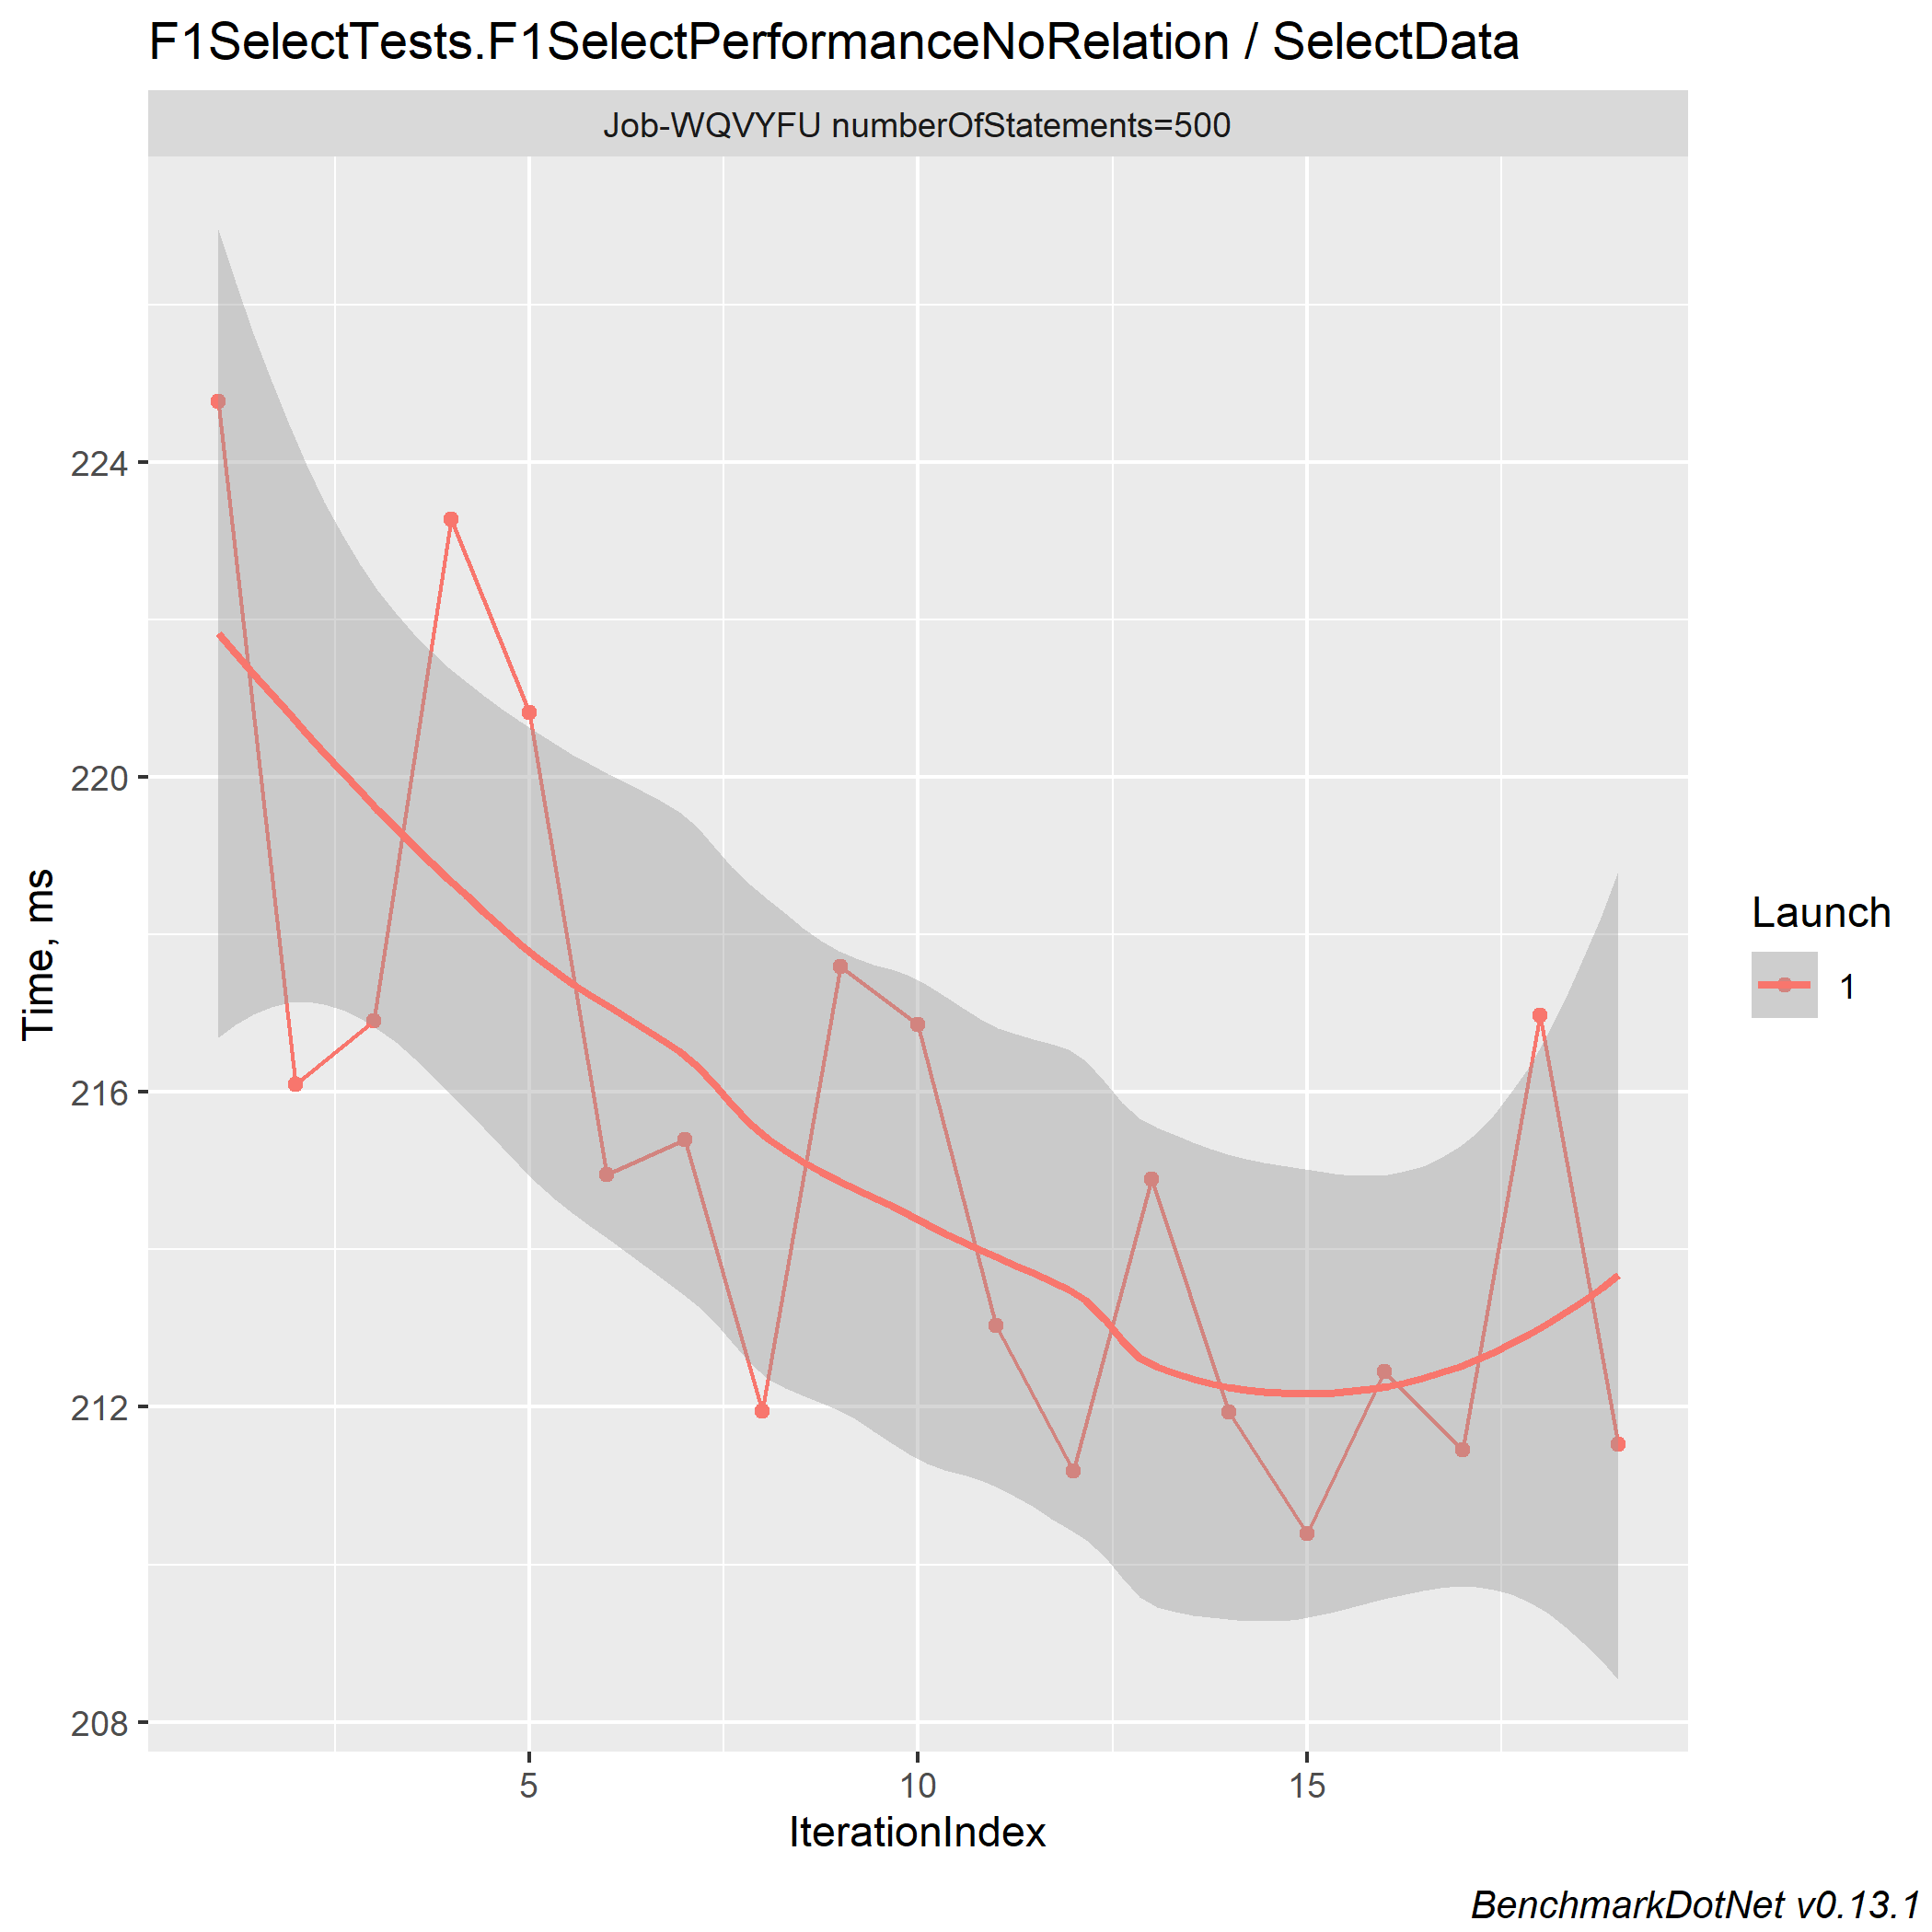 F1SelectTests.F1SelectPerformanceNoRelation / SelectData
Job-WQVYFU numberOfStatements=500
224
220
216
212
208
Time, ms
5
10
15
IterationIndex
Launch
1
BenchmarkDotNet v0.13.1